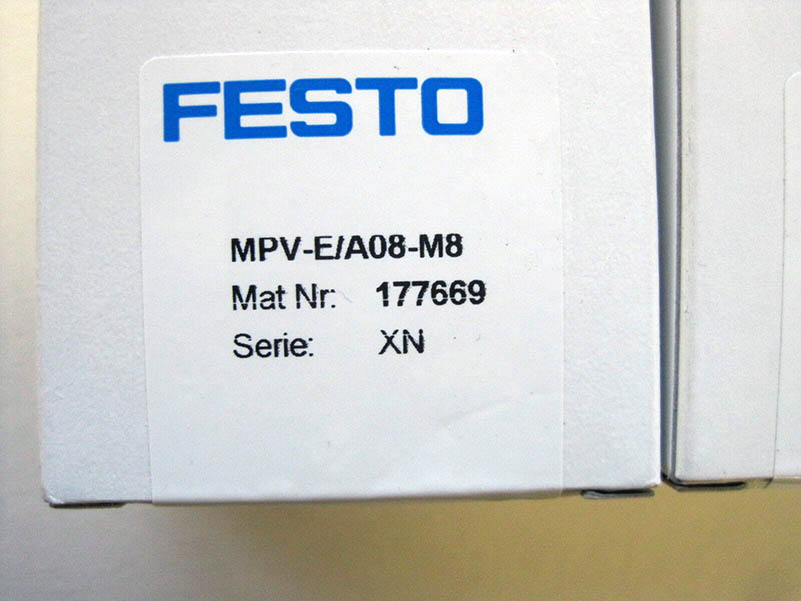 FESTO
MPV-E/A08-M8
Mat Nr: 177669
Serie: XN